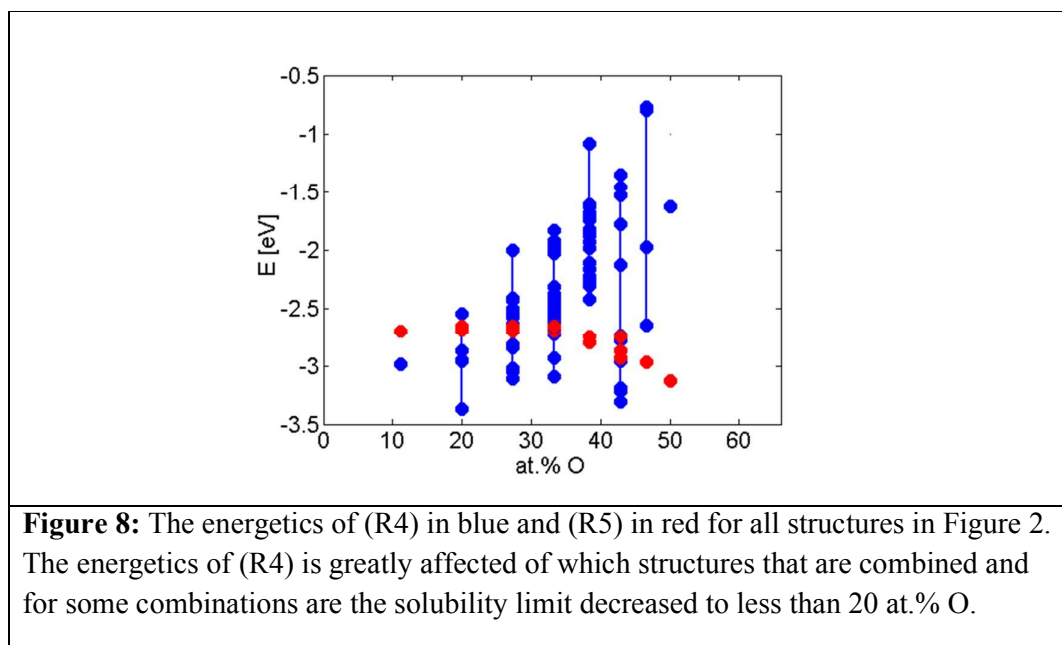 -0.5
-1
-1.5
-2
-2.5
-3
-3.5
E [eV]
0 10 20 30 40 50 60
at.% O
Figure 8: The energetics of (R4) in blue and (R5) in red for all structures in Figure 2.
The energetics of (R4) is greatly affected of which structures that are combined and
for some combinations are the solubility limit decreased to less than 20 at.% O.